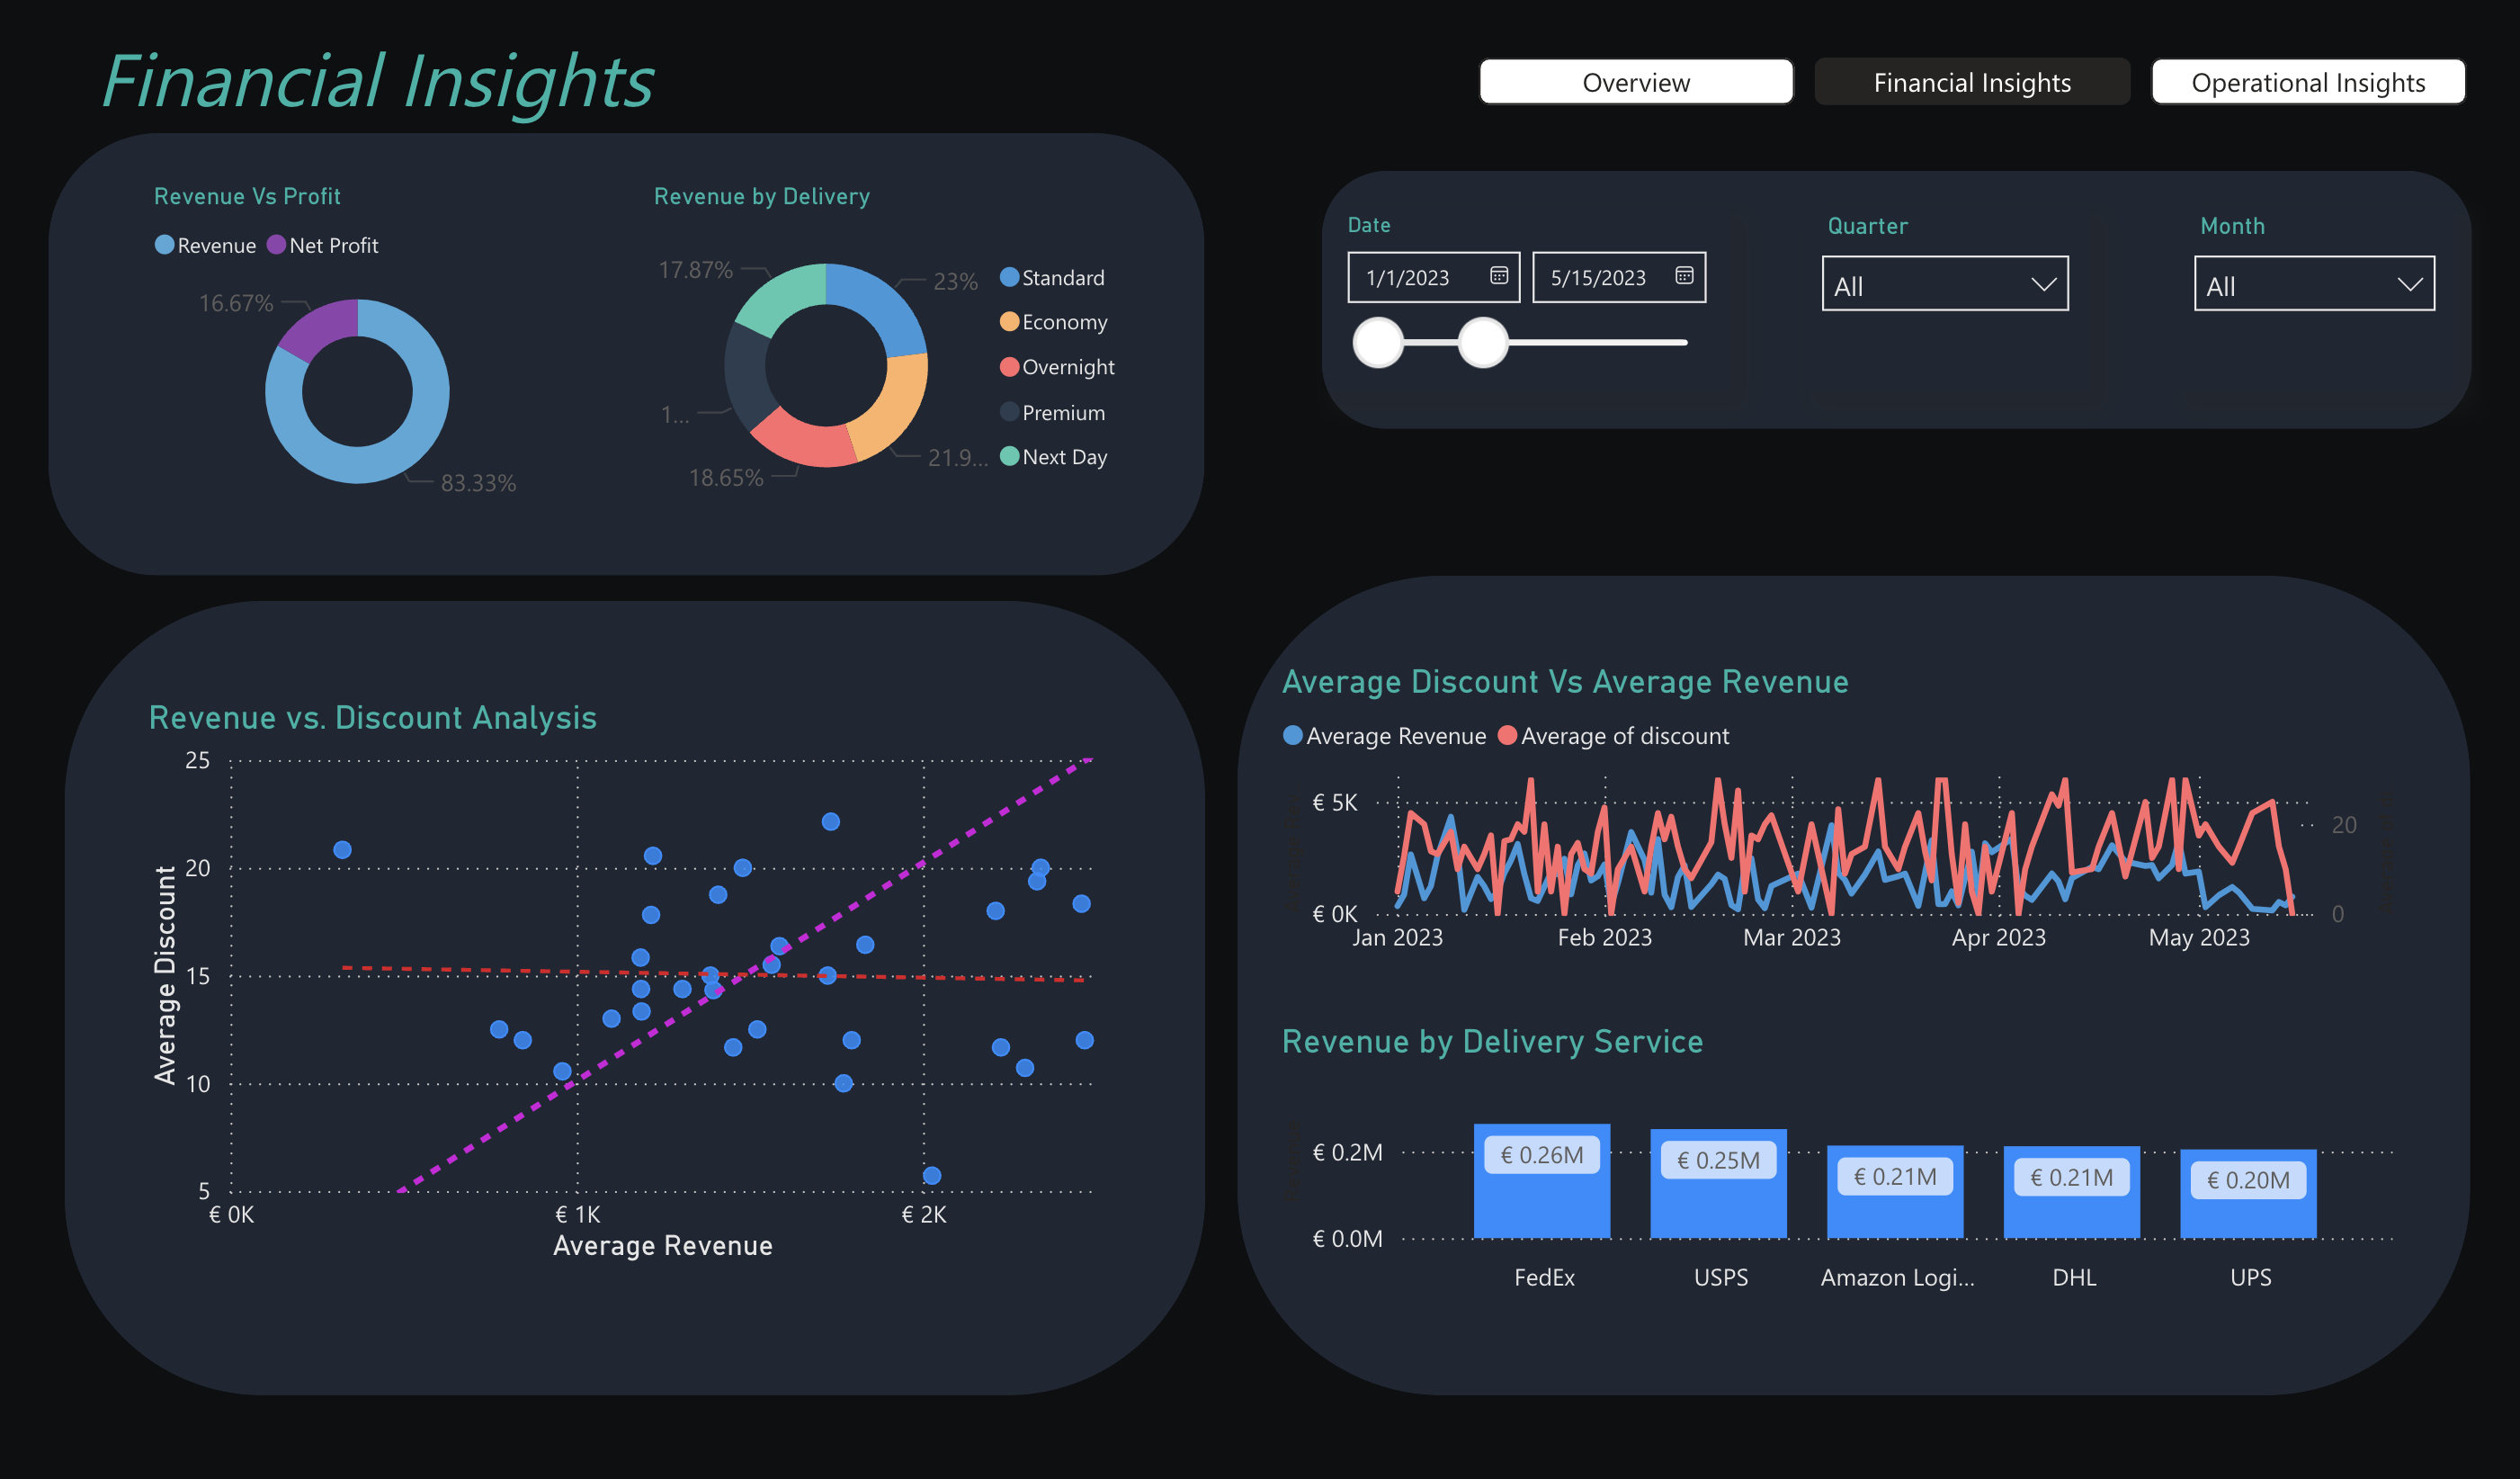 Financial Insights
Overview
Financial Insights
Operational Insights
Revenue Vs Profit
Revenue
Net Profit
16.67%
83.33%
Revenue by Delivery
17.87%
23%
1...
21.9...
18.65%
Standard
Economy
Overnight
Premium
Next Day
Date
1/1/2023
5/15/2023
Quarter
All
Month
All
Revenue vs. Discount Analysis
Average Discount
25
20
15
10
5
€ 0K
€ 1K
€ 2K
Average Revenue
Average Discount Vs Average Revenue
Average Revenue
Average of discount
€ 5K
€ 0K
20
0
Jan 2023
Feb 2023
Mar 2023
Apr 2023
May 2023
Revenue by Delivery Service
€ 0.2M
€ 0.0M
€ 0.26M
€ 0.25M
€ 0.21M
€ 0.21M
€ 0.20M
FedEx
USPS
Amazon Logi...
DHL
UPS